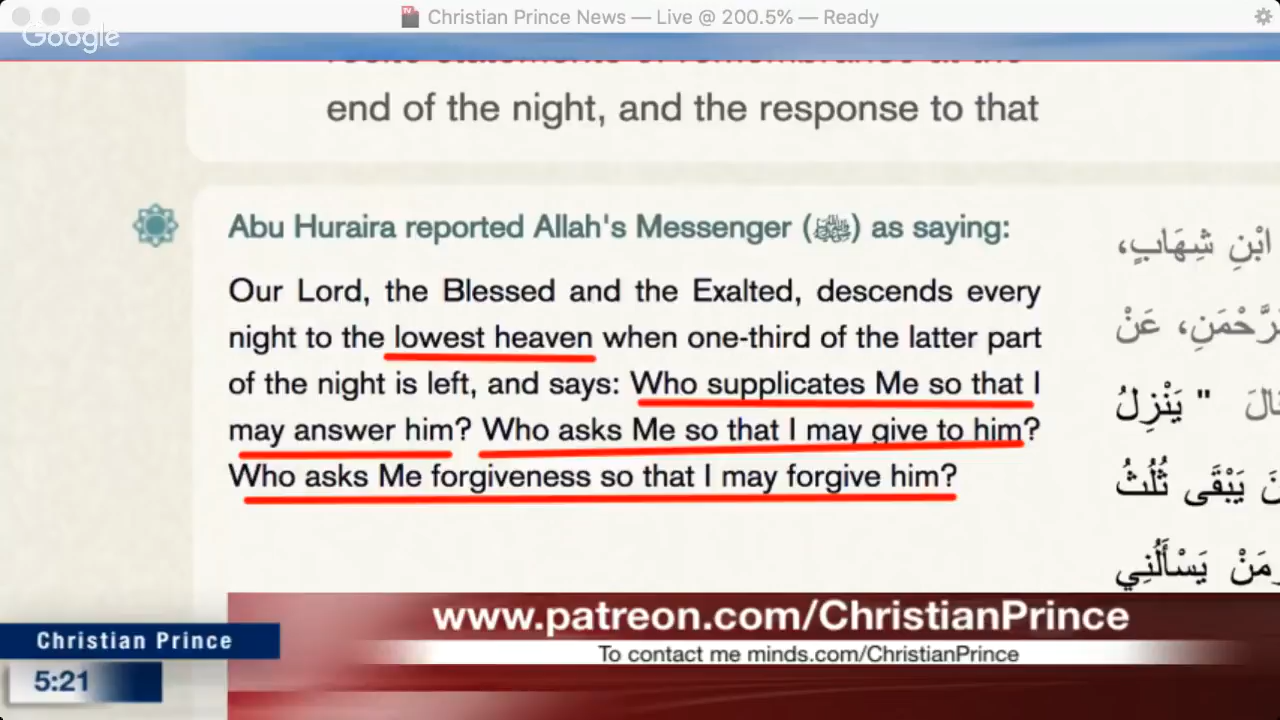 Christian Prince News — Live @ 200.5% — Ready
Google
end of the night, and the response to that
Abu Huraira reported Allah's Messenger (ﷺ) as saying:
Our Lord, the Blessed and the Exalted, descends every
night to the lowest heaven when one-third of the latter part
of the night is left, and says: Who supplicates Me so that I
may answer him? Who asks Me so that I may give to him?
Who asks Me forgiveness so that I may forgive him?
ابْنِ شِهَابٍ،
عَنْ
" يَنْزِلُ
يَبْقَى ثُلُثُ
مَنْ يَسْأَلُنِي
www.patreon.com/ChristianPrince
To contact me minds.com/ChristianPrince
Christian Prince
5:21